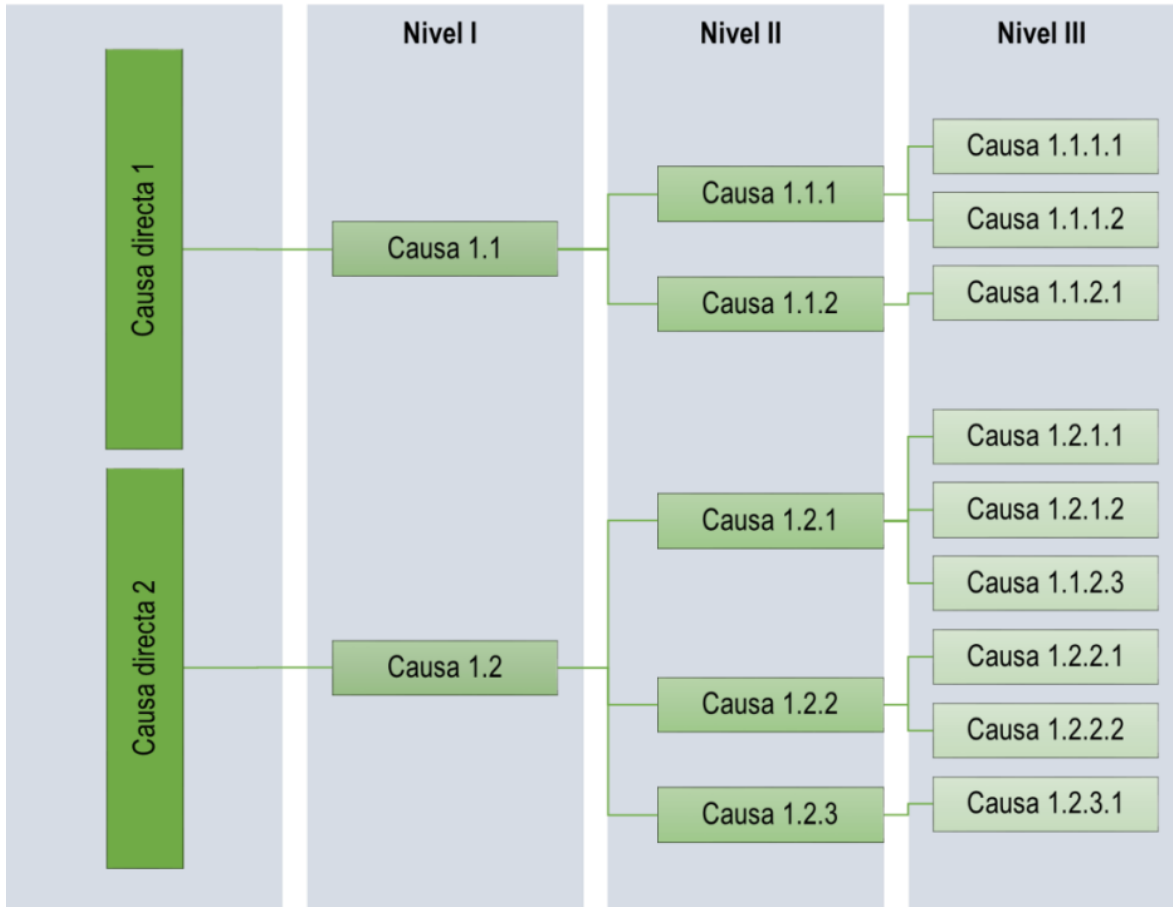 Nivel I
Nivel II
Nivel III
Causa directa 1
Causa 1.1
Causa 1.1.1
Causa 1.1.1.1
Causa 1.1.1.2
Causa 1.1.2
Causa 1.1.2.1
Causa directa 2
Causa 1.2
Causa 1.2.1
Causa 1.2.1.1
Causa 1.2.1.2
Causa 1.1.2.3
Causa 1.2.2
Causa 1.2.2.1
Causa 1.2.2.2
Causa 1.2.3
Causa 1.2.3.1